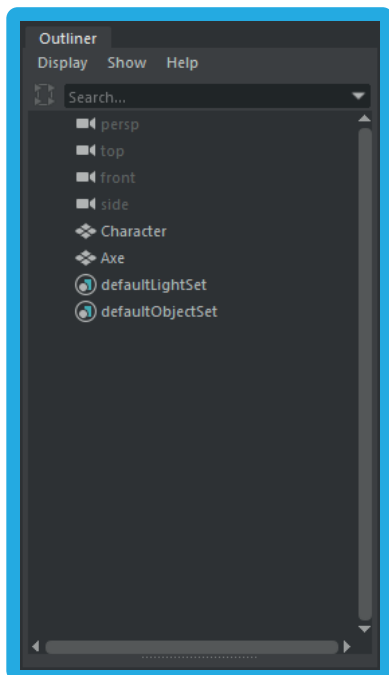 Outliner
Display Show Help
Search...
persp
top
front
side
Character
Axe
defaultLightSet
defaultObjectSet